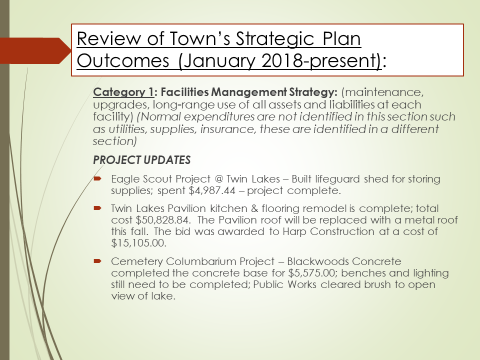 Review of Town's Strategic Plan
Outcomes (January 2018-present):
Category 1: Facilities Management Strategy: (maintenance,
upgrades, long-range use of all assets and liabilities at each
facility) (Normal expenditures are not identified in this section such
as utilities, supplies, insurance, these are identified in a different
section)
PROJECT UPDATES
Eagle Scout Project @ Twin Lakes – Built lifeguard shed for storing
supplies; spent $4,987.44 – project complete.
Twin Lakes Pavilion kitchen & flooring remodel is complete; total
cost $50,828.84. The Pavilion roof will be replaced with a metal roof
this fall. The bid was awarded to Harp Construction at a cost of
$15,105.00.
Cemetery Columbarium Project – Blackwoods Concrete
completed the concrete base for $5,575.00; benches and lighting
still need to be completed; Public Works cleared brush to open
view of lake.